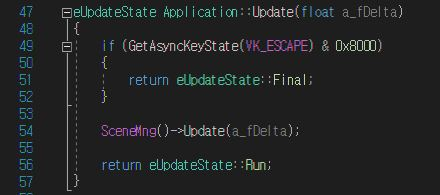 47 eUpdateState Application::Update(float a_fDelta)
48 {
49 if (GetAsyncKeyState(VK_ESCAPE) & 0x8000)
50 {
51 return eUpdateState::Final;
52 }
53
54 SceneMng()->Update(a_fDelta);
55
56 return eUpdateState::Run;
57 }